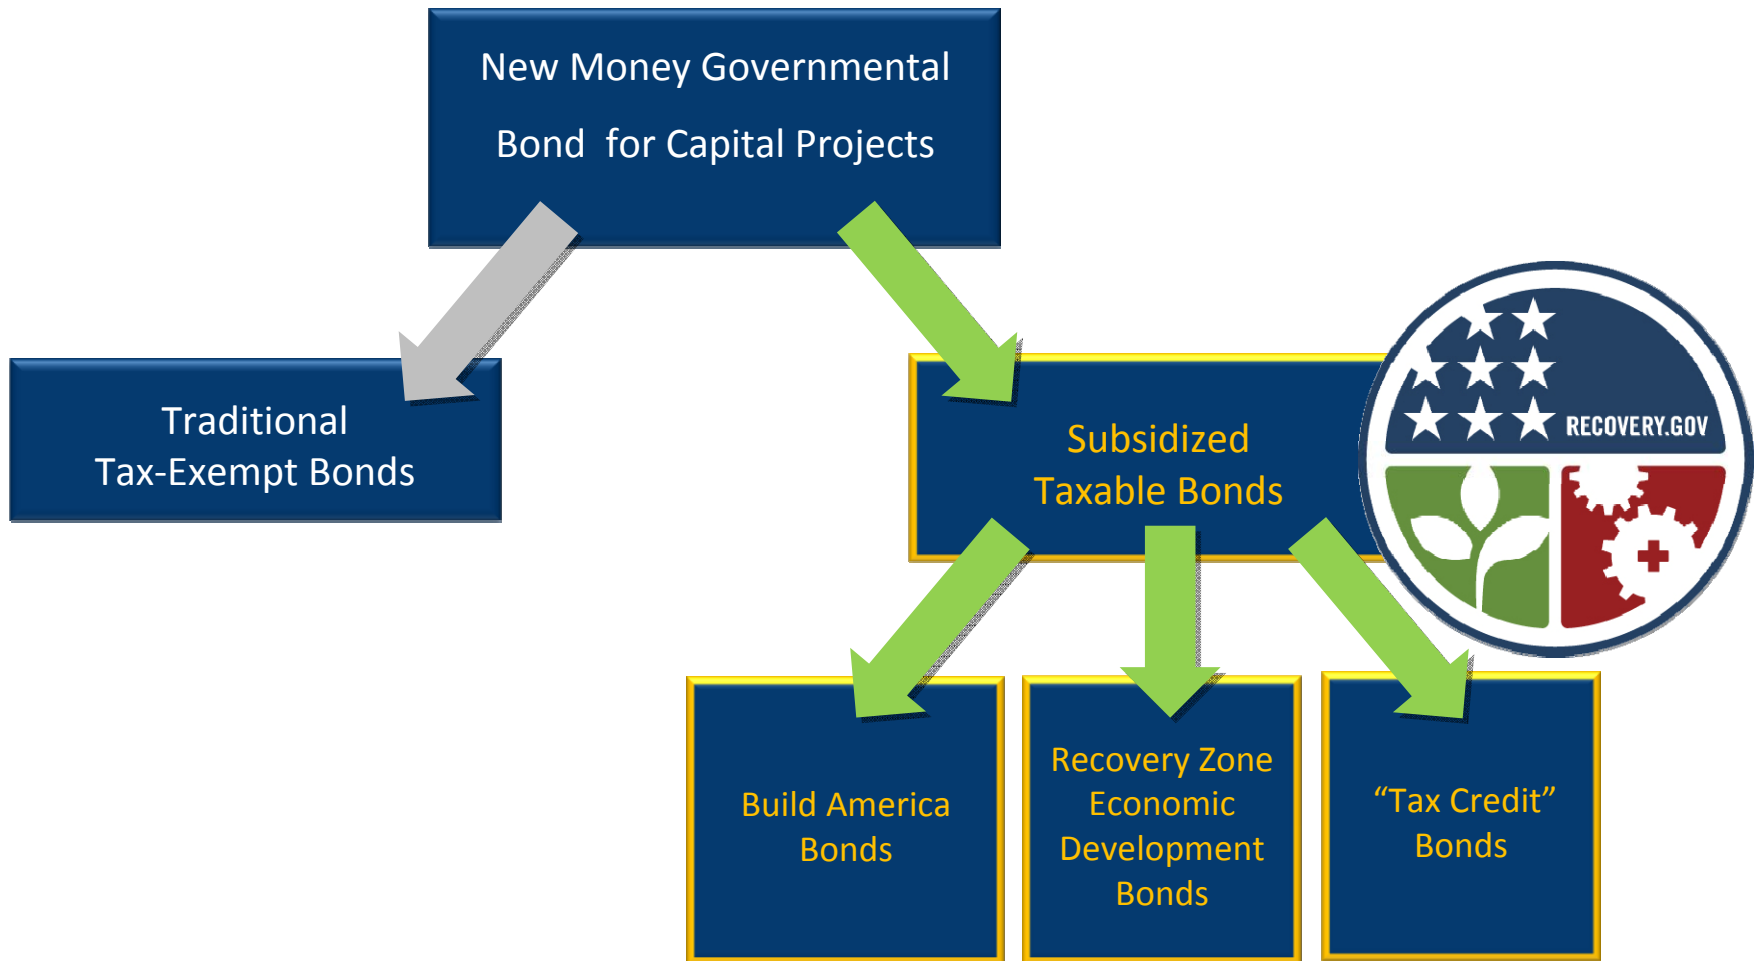 New Money Governmental
Bond for Capital Projects
Traditional
Tax-Exempt Bonds
Subsidized
Taxable Bonds
RECOVERY.GOV
Build America
Bonds
Recovery Zone
Economic
Development
Bonds
“Tax Credit”
Bonds